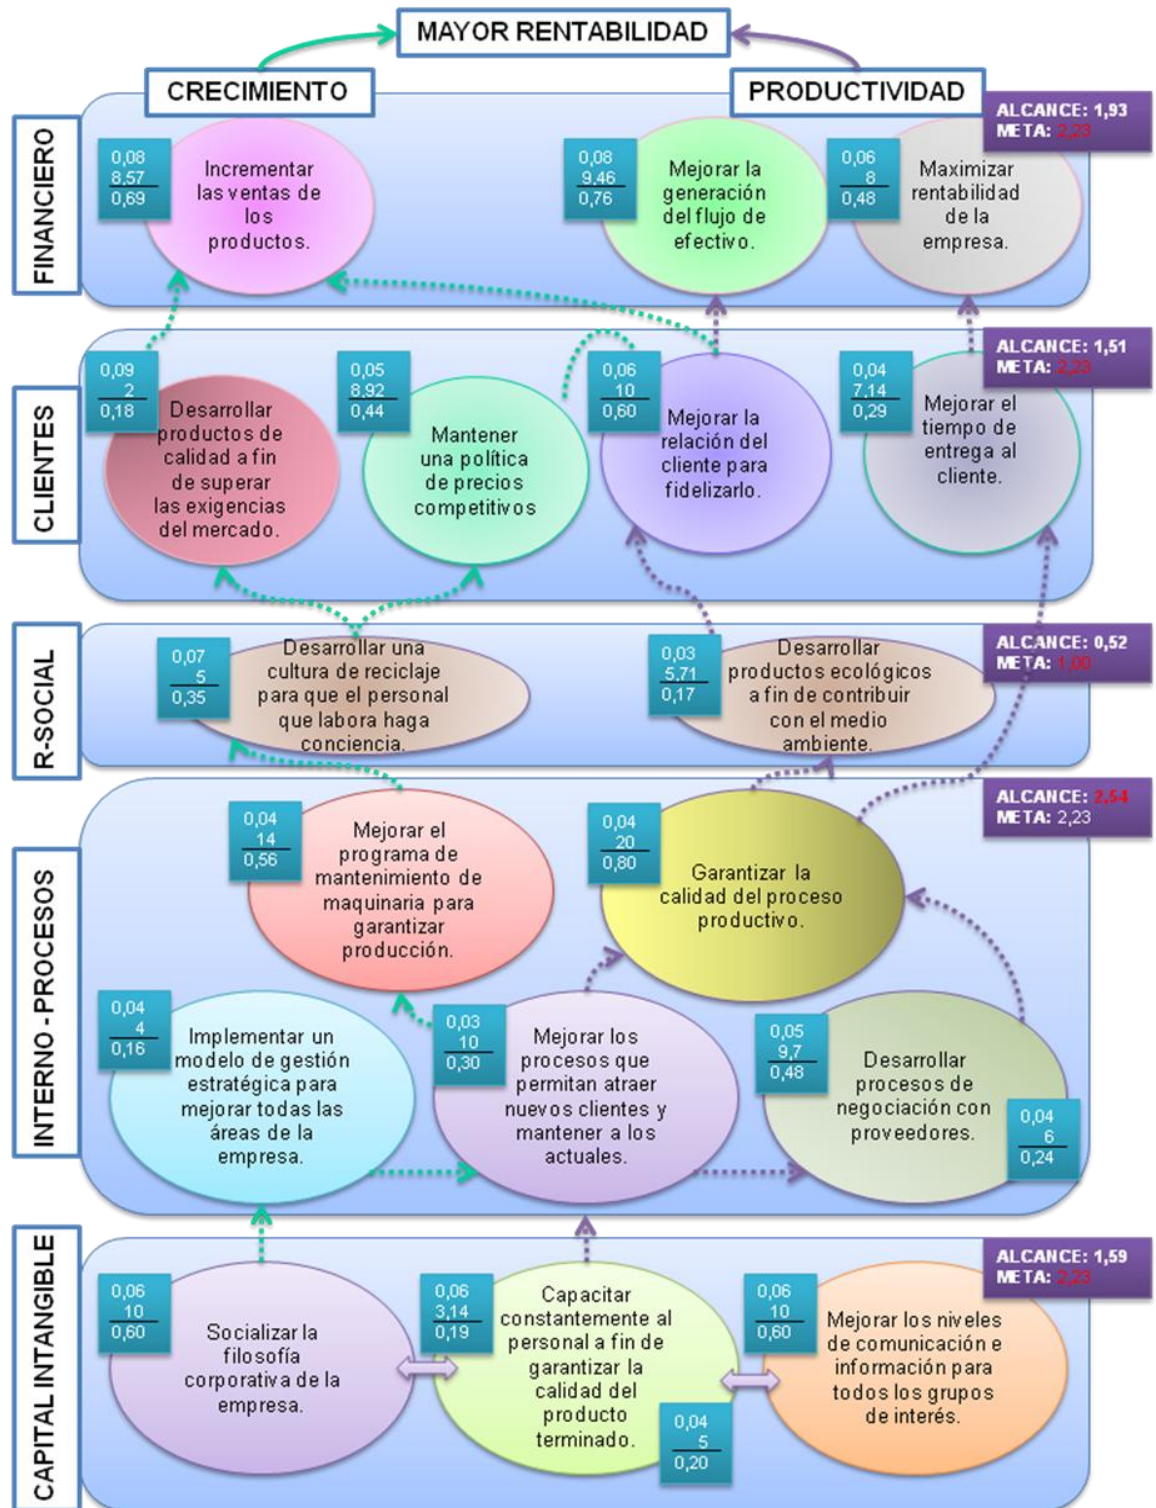 MAYOR RENTABILIDAD
CRECIMIENTO
PRODUCTIVIDAD
FINANCIERO
ALCANCE: 1,93
META: 2,23
0,08
8,57
0,69
Incrementar
las ventas de
los
productos.
0,08
9,46
0,76
Mejorar la
generación
del flujo de
efectivo.
0,06
8
0,48
Maximizar
rentabilidad
de la
empresa.
CLIENTES
ALCANCE: 1,51
META: 2,23
0,09
2
0,18
Desarrollar
productos de
calidad a fin
de superar
las exigencias
del mercado.
0,05
8,92
0,44
Mantener
una política
de precios
competitivos
0,06
10
0,60
Mejorar la
relación del
cliente para
fidelizarlo.
0,04
7,14
0,29
Mejorar el
tiempo de
entrega al
cliente.
R-SOCIAL
ALCANCE: 0,52
META: 1,00
0,07
5
0,35
Desarrollar una
cultura de reciclaje
para que el personal
que labora haga
conciencia.
0,03
5,71
0,17
Desarrollar
productos ecológicos
a fin de contribuir
con el medio
ambiente.
INTERNO - PROCESOS
ALCANCE: 2,54
META: 2,23
0,04
14
0,56
Mejorar el
programa de
mantenimiento de
maquinaria para
garantizar
producción.
0,04
20
0,80
Garantizar la
calidad del proceso
productivo.
0,04
4
0,16
Implementar un
modelo de gestión
estratégica para
mejorar todas las
áreas de la
empresa.
0,03
10
0,30
Mejorar los
procesos que
permitan atraer
nuevos clientes y
mantener a los
actuales.
0,05
9,7
0,48
Desarrollar
procesos de
negociación con
proveedores.
0,04
6
0,24
CAPITAL INTANGIBLE
ALCANCE: 1,59
META: 2,23
0,06
10
0,60
Socializar la
filosofía
corporativa de la
empresa.
0,06
3,14
0,19
Capacitar
constantemente al
personal a fin de
garantizar la
calidad del
producto
terminado.
0,04
5
0,20
0,06
10
0,60
Mejorar los niveles
de comunicación e
información para
todos los grupos
de interés.